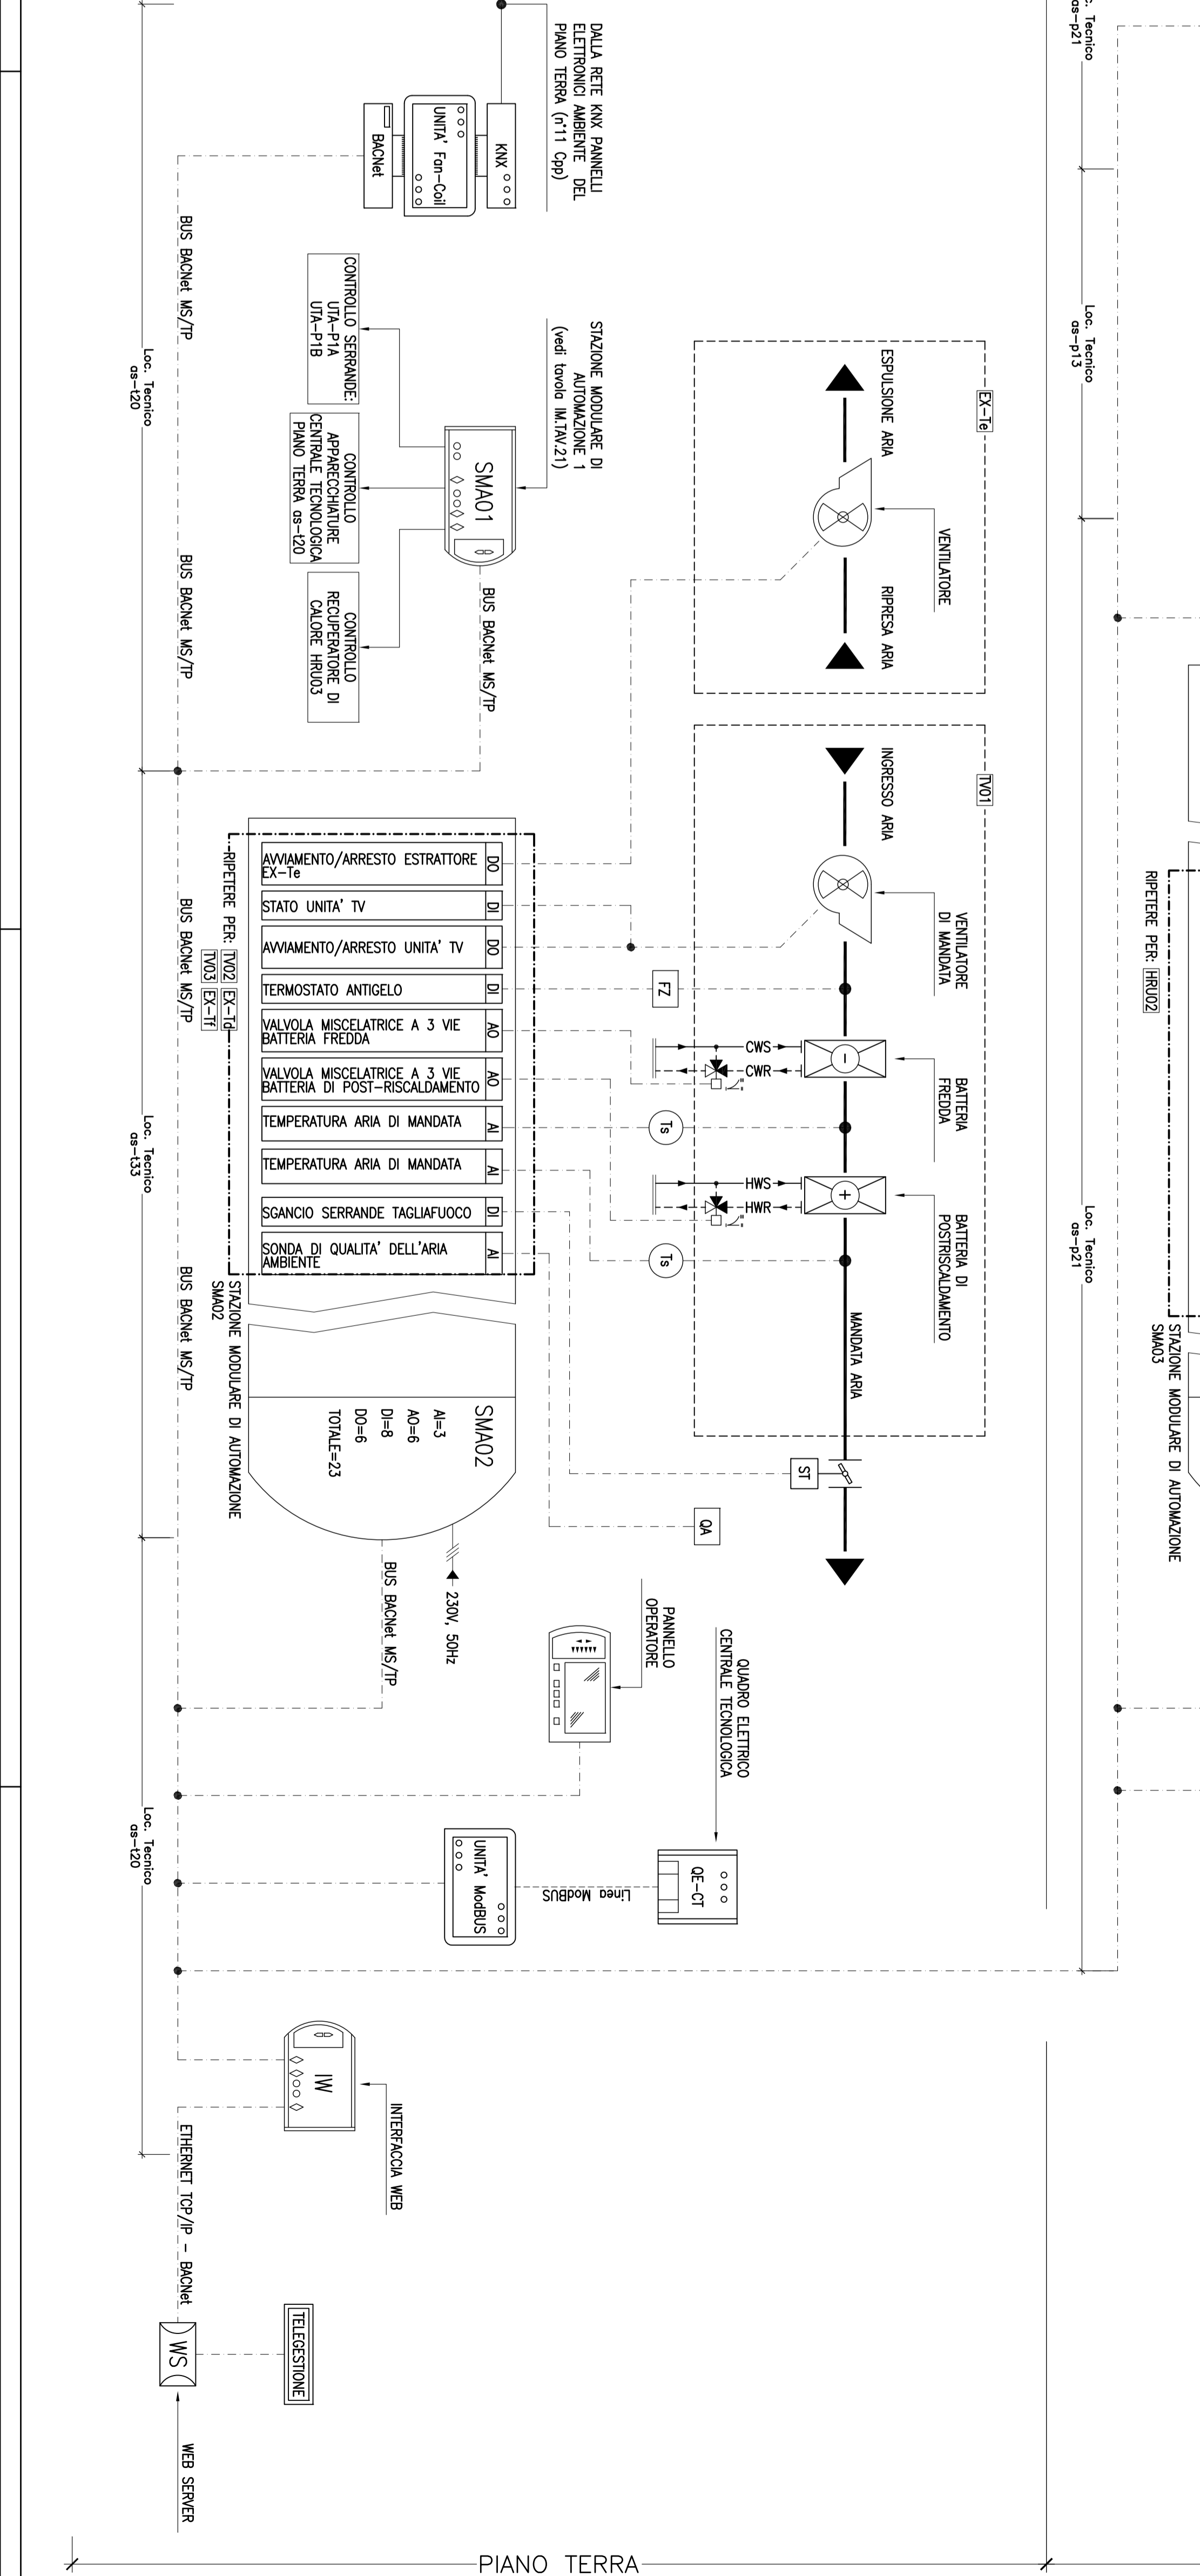 Loc. Tecnico
as-p21
Loc. Tecnico
as-p13
Loc. Tecnico
as-p21
RIPETERE PER: HRU02
STAZIONE MODULARE DI AUTOMAZIONE
SMA03
EX-Te
ESPULSIONE ARIA
VENTILATORE
RIPRESA ARIA
TV01
INGRESSO ARIA
VENTILATORE
DI MANDATA
BATTERIA
FREDDA
BATTERIA DI
POSTRISCALDAMENTO
MANDATA ARIA
-
+
CWS
CWR
HWS
HWR
FZ
Ts
Ts
ST
QA
DALLA RETE KNX PANNELLI
ELETTRONICI AMBIENTE DEL
PIANO TERRA (n°11 Cpp)
KNX
UNITA' Fan-Coil
BACNet
BUS BACNet MS/TP
STAZIONE MODULARE DI
AUTOMAZIONE 1
(vedi tavola IM.TAV.21)
SMA01
BUS BACNet MS/TP
CONTROLLO SERRANDE:
UTA-P1A
UTA-P1B
CONTROLLO
APPARECCHIATURE
CENTRALE TECNOLOGICA
PIANO TERRA as-t20
CONTROLLO
RECUPERATORE DI
CALORE HRU03
BUS BACNet MS/TP
DO
AVVIAMENTO/ARRESTO ESTRATTORE
EX-Te
DI
STATO UNITA' TV
DO
AVVIAMENTO/ARRESTO UNITA' TV
DI
TERMOSTATO ANTIGELO
AO
VALVOLA MISCELATRICE A 3 VIE
BATTERIA FREDDA
AO
VALVOLA MISCELATRICE A 3 VIE
BATTERIA DI POST-RISCALDAMENTO
AI
TEMPERATURA ARIA DI MANDATA
AI
TEMPERATURA ARIA DI MANDATA
DI
SGANCIO SERRANDE TAGLIAFUOCO
AI
SONDA DI QUALITA' DELL'ARIA
AMBIENTE
RIPETERE PER: TV02 EX-Td
TV03 EX-Tf
STAZIONE MODULARE DI AUTOMAZIONE
SMA02
SMA02
AI=3
AO=6
DI=8
DO=6
TOTALE=23
230V, 50Hz
BUS BACNet MS/TP
BUS BACNet MS/TP
BUS BACNet MS/TP
PANNELLO
OPERATORE
QUADRO ELETTRICO
CENTRALE TECNOLOGICA
QE-CT
Linea ModBUS
UNITA' ModBUS
IW
INTERFACCIA WEB
ETHERNET TCP/IP - BACNet
TELEGESTIONE
WS
WEB SERVER
Loc. Tecnico
as-t20
Loc. Tecnico
as-t33
Loc. Tecnico
as-t20
PIANO TERRA